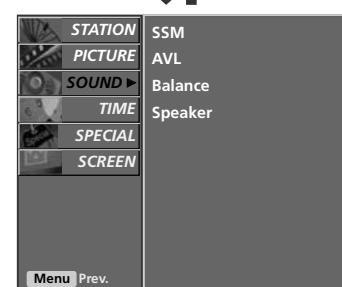 STATION
PICTURE
SOUND ►
TIME
SPECIAL
SCREEN
SSM
AVL
Balance
Speaker
Menu Prev.